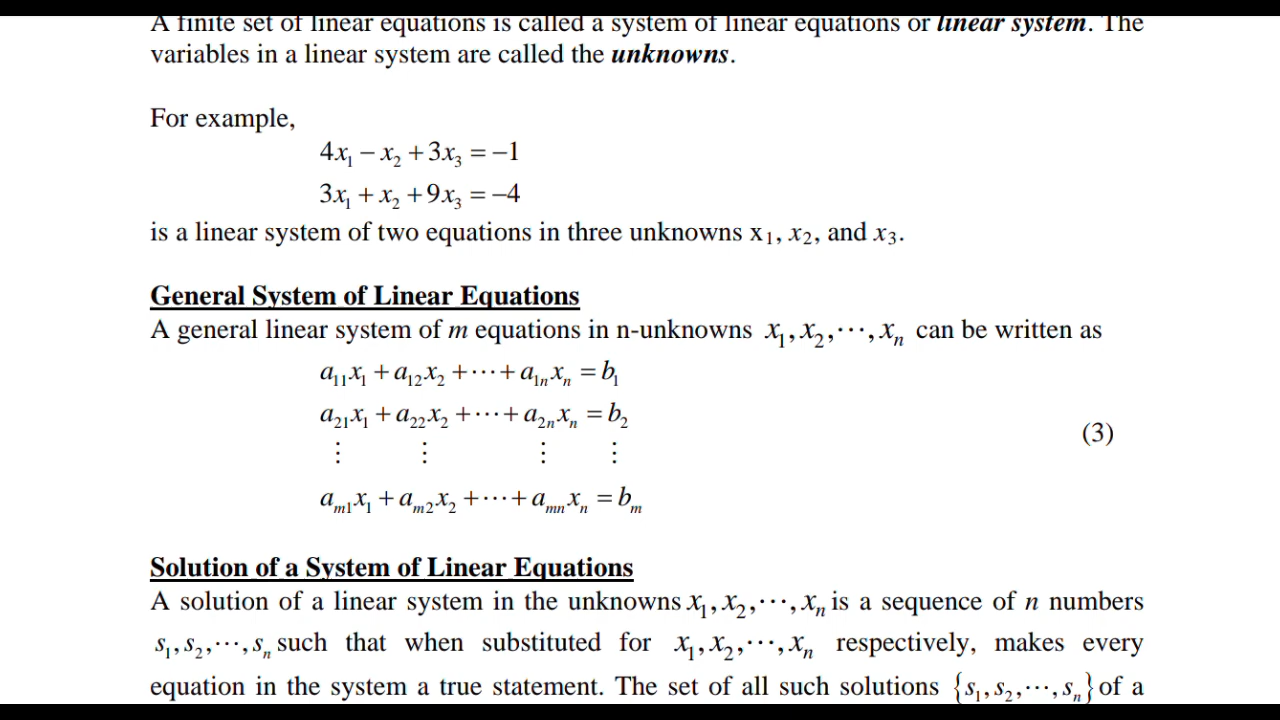 A finite set of linear equations is called a system of linear equations or linear system. The
variables in a linear system are called the unknowns.
For example,
4x₁ − x₂ + 3x₃ = −1
3x₁ + x₂ + 9x₃ = −4
is a linear system of two equations in three unknowns x₁, x₂, and x₃.
General System of Linear Equations
A general linear system of m equations in n-unknowns x₁, x₂, ⋯, xₙ can be written as
a₁₁x₁ + a₁₂x₂ + ⋯ + a₁ₙxₙ = b₁
a₂₁x₁ + a₂₂x₂ + ⋯ + a₂ₙxₙ = b₂
(3)
⋮ ⋮ ⋮ ⋮
aₘ₁x₁ + aₘ₂x₂ + ⋯ + aₘₙxₙ = bₘ
Solution of a System of Linear Equations
A solution of a linear system in the unknowns x₁, x₂, ⋯, xₙ is a sequence of n numbers
s₁, s₂, ⋯, sₙ such that when substituted for x₁, x₂, ⋯, xₙ respectively, makes every
equation in the system a true statement. The set of all such solutions {s₁, s₂, ⋯, sₙ} of a